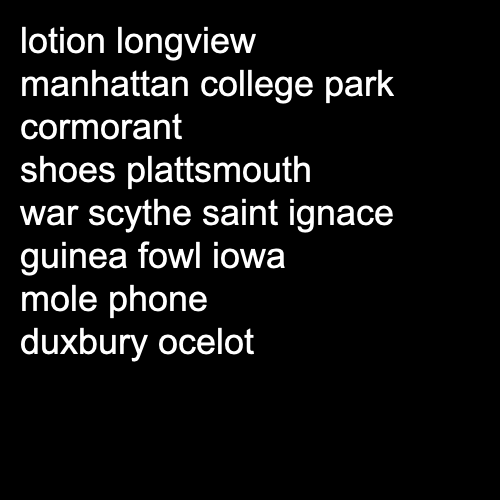 lotion longview
manhattan college park
cormorant
shoes plattsmouth
war scythe saint ignace
guinea fowl iowa
mole phone
duxbury ocelot